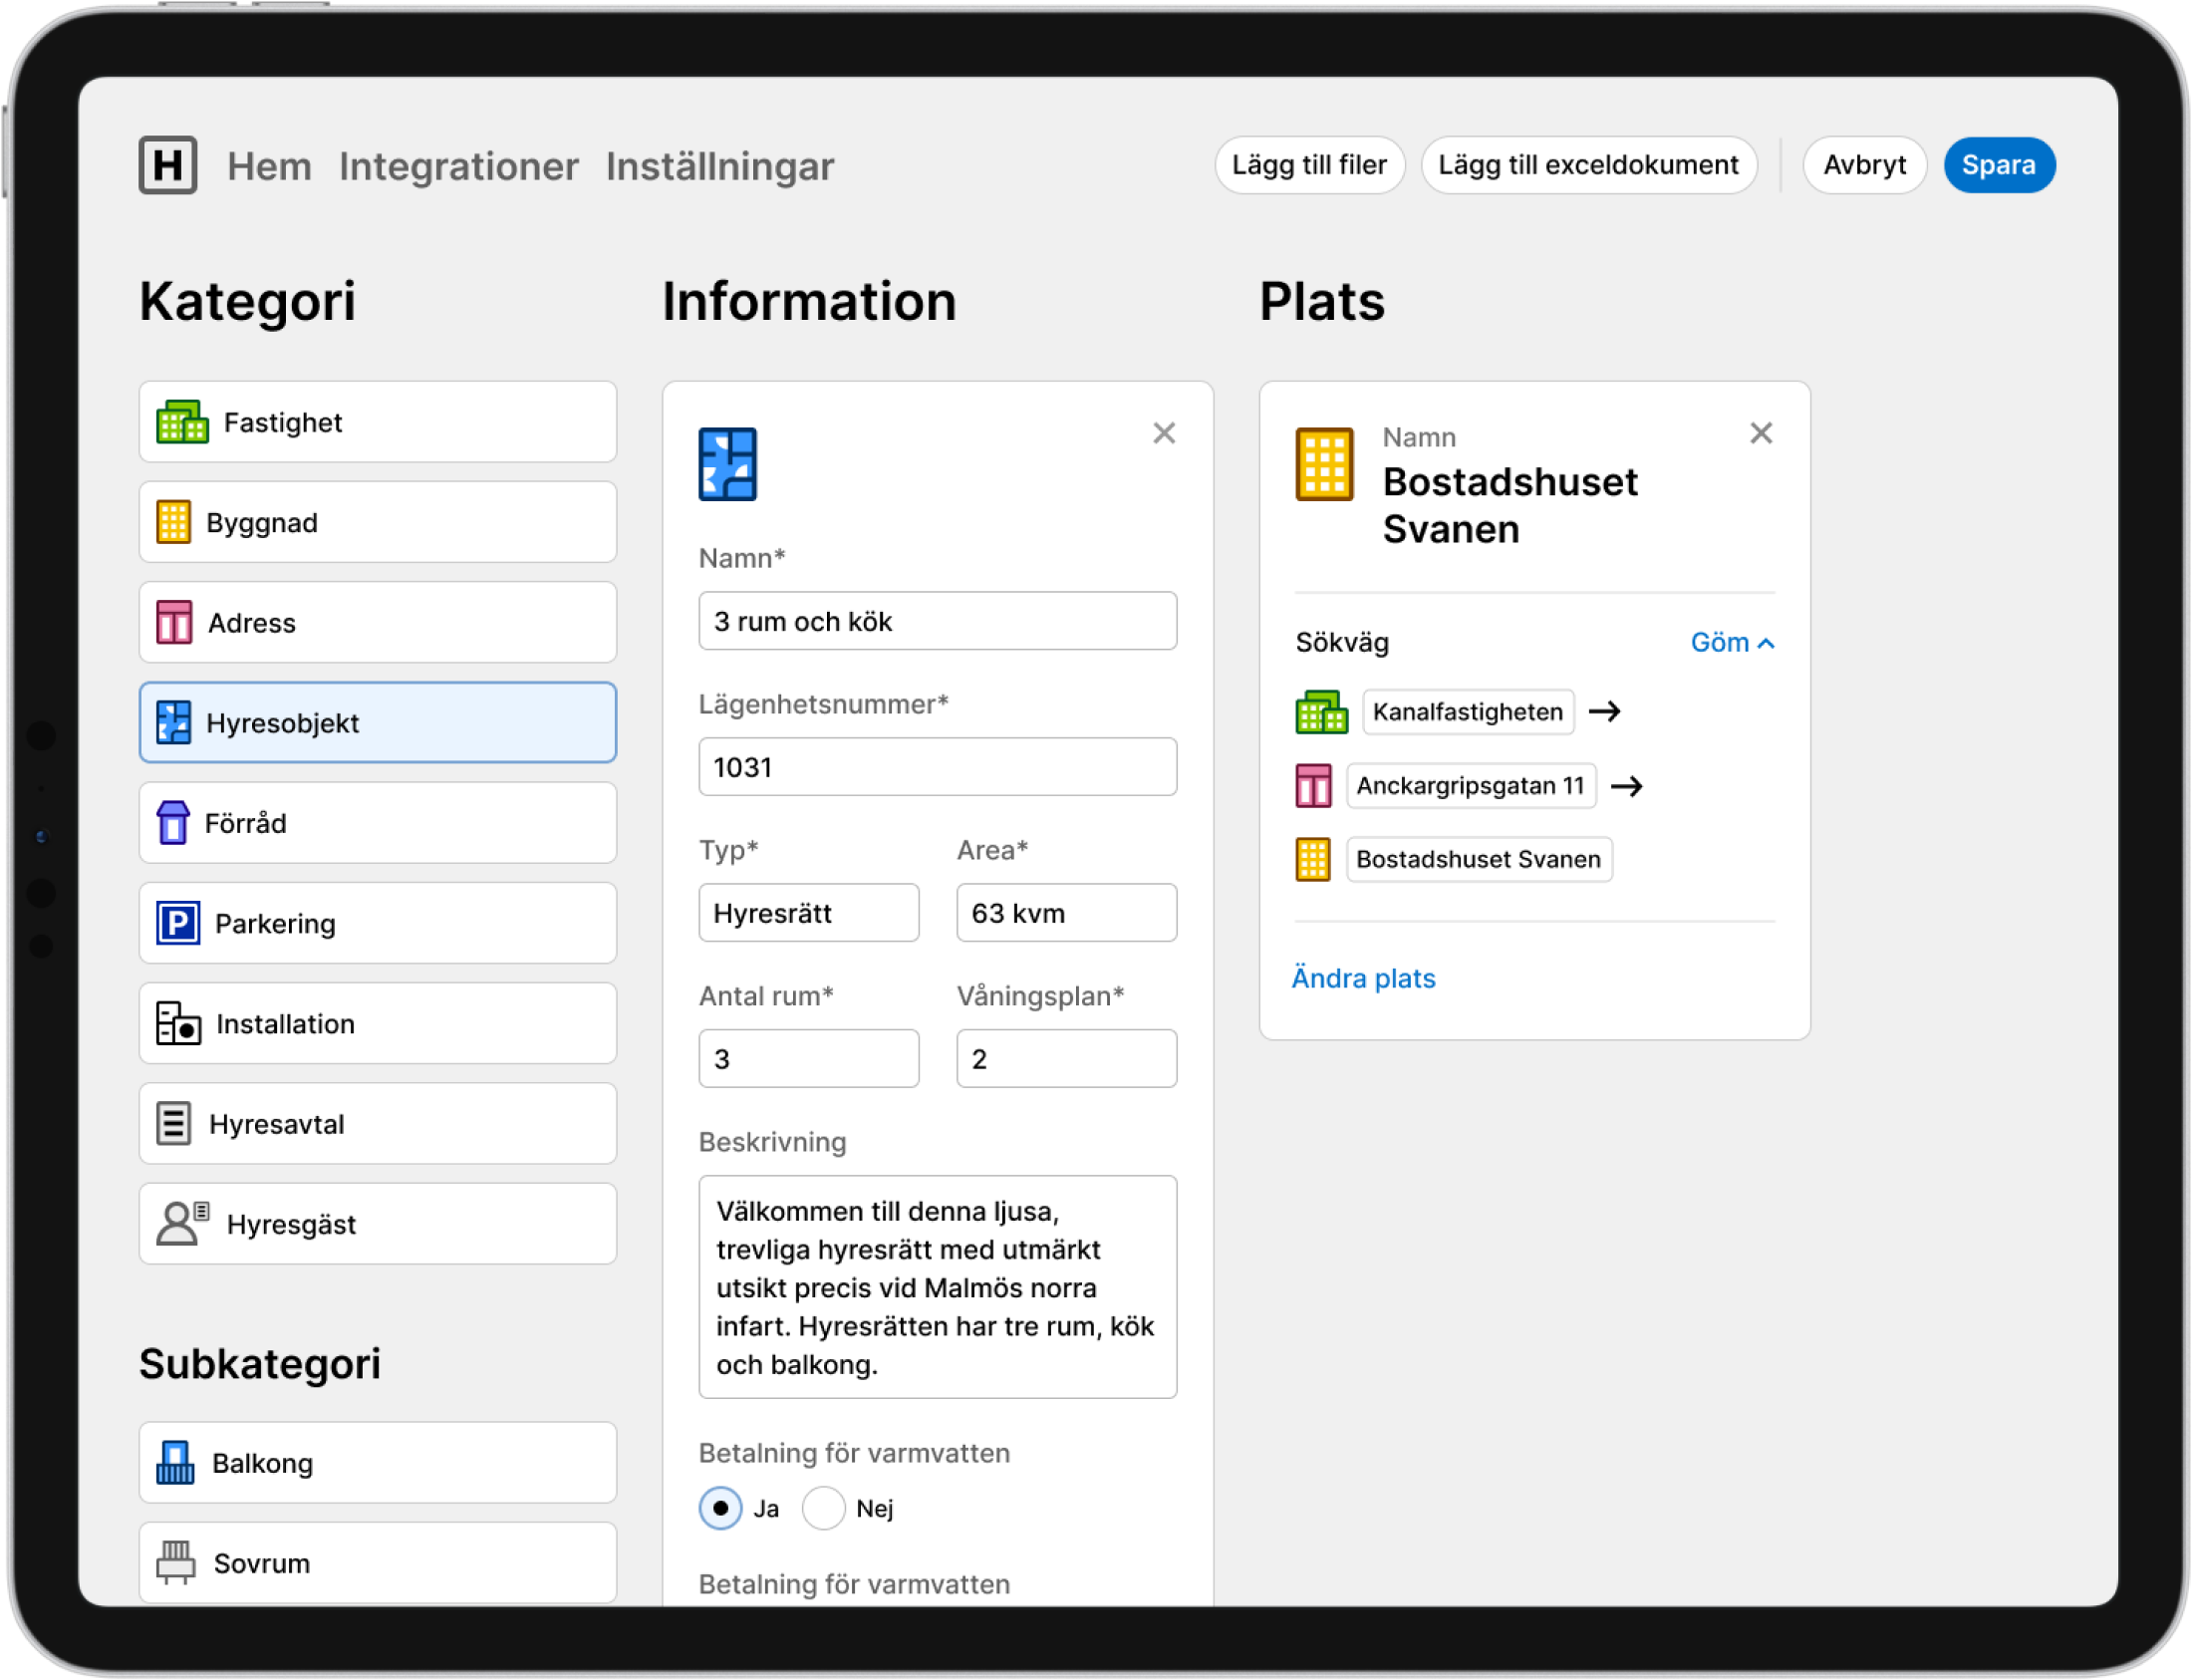 H Hem Integrationer Inställningar
Lägg till filer Lägg till exceldokument Avbryt Spara
Kategori
Fastighet
Byggnad
Adress
Hyresobjekt
Förråd
P Parkering
Installation
Hyresavtal
Hyresgäst
Subkategori
Balkong
Sovrum
Information
Namn*
3 rum och kök
Lägenhetsnummer*
1031
Typ* Area*
Hyresrätt 63 kvm
Antal rum* Våningsplan*
3 2
Beskrivning
Välkommen till denna ljusa,
trevliga hyresrätt med utmärkt
utsikt precis vid Malmös norra
infart. Hyresrätten har tre rum, kök
och balkong.
Betalning för varmvatten
Ja Nej
Betalning för varmvatten
Plats
Namn
Bostadshuset
Svanen
Sökväg Göm
Kanalfastigheten
Anckargripsgatan 11
Bostadshuset Svanen
Ändra plats